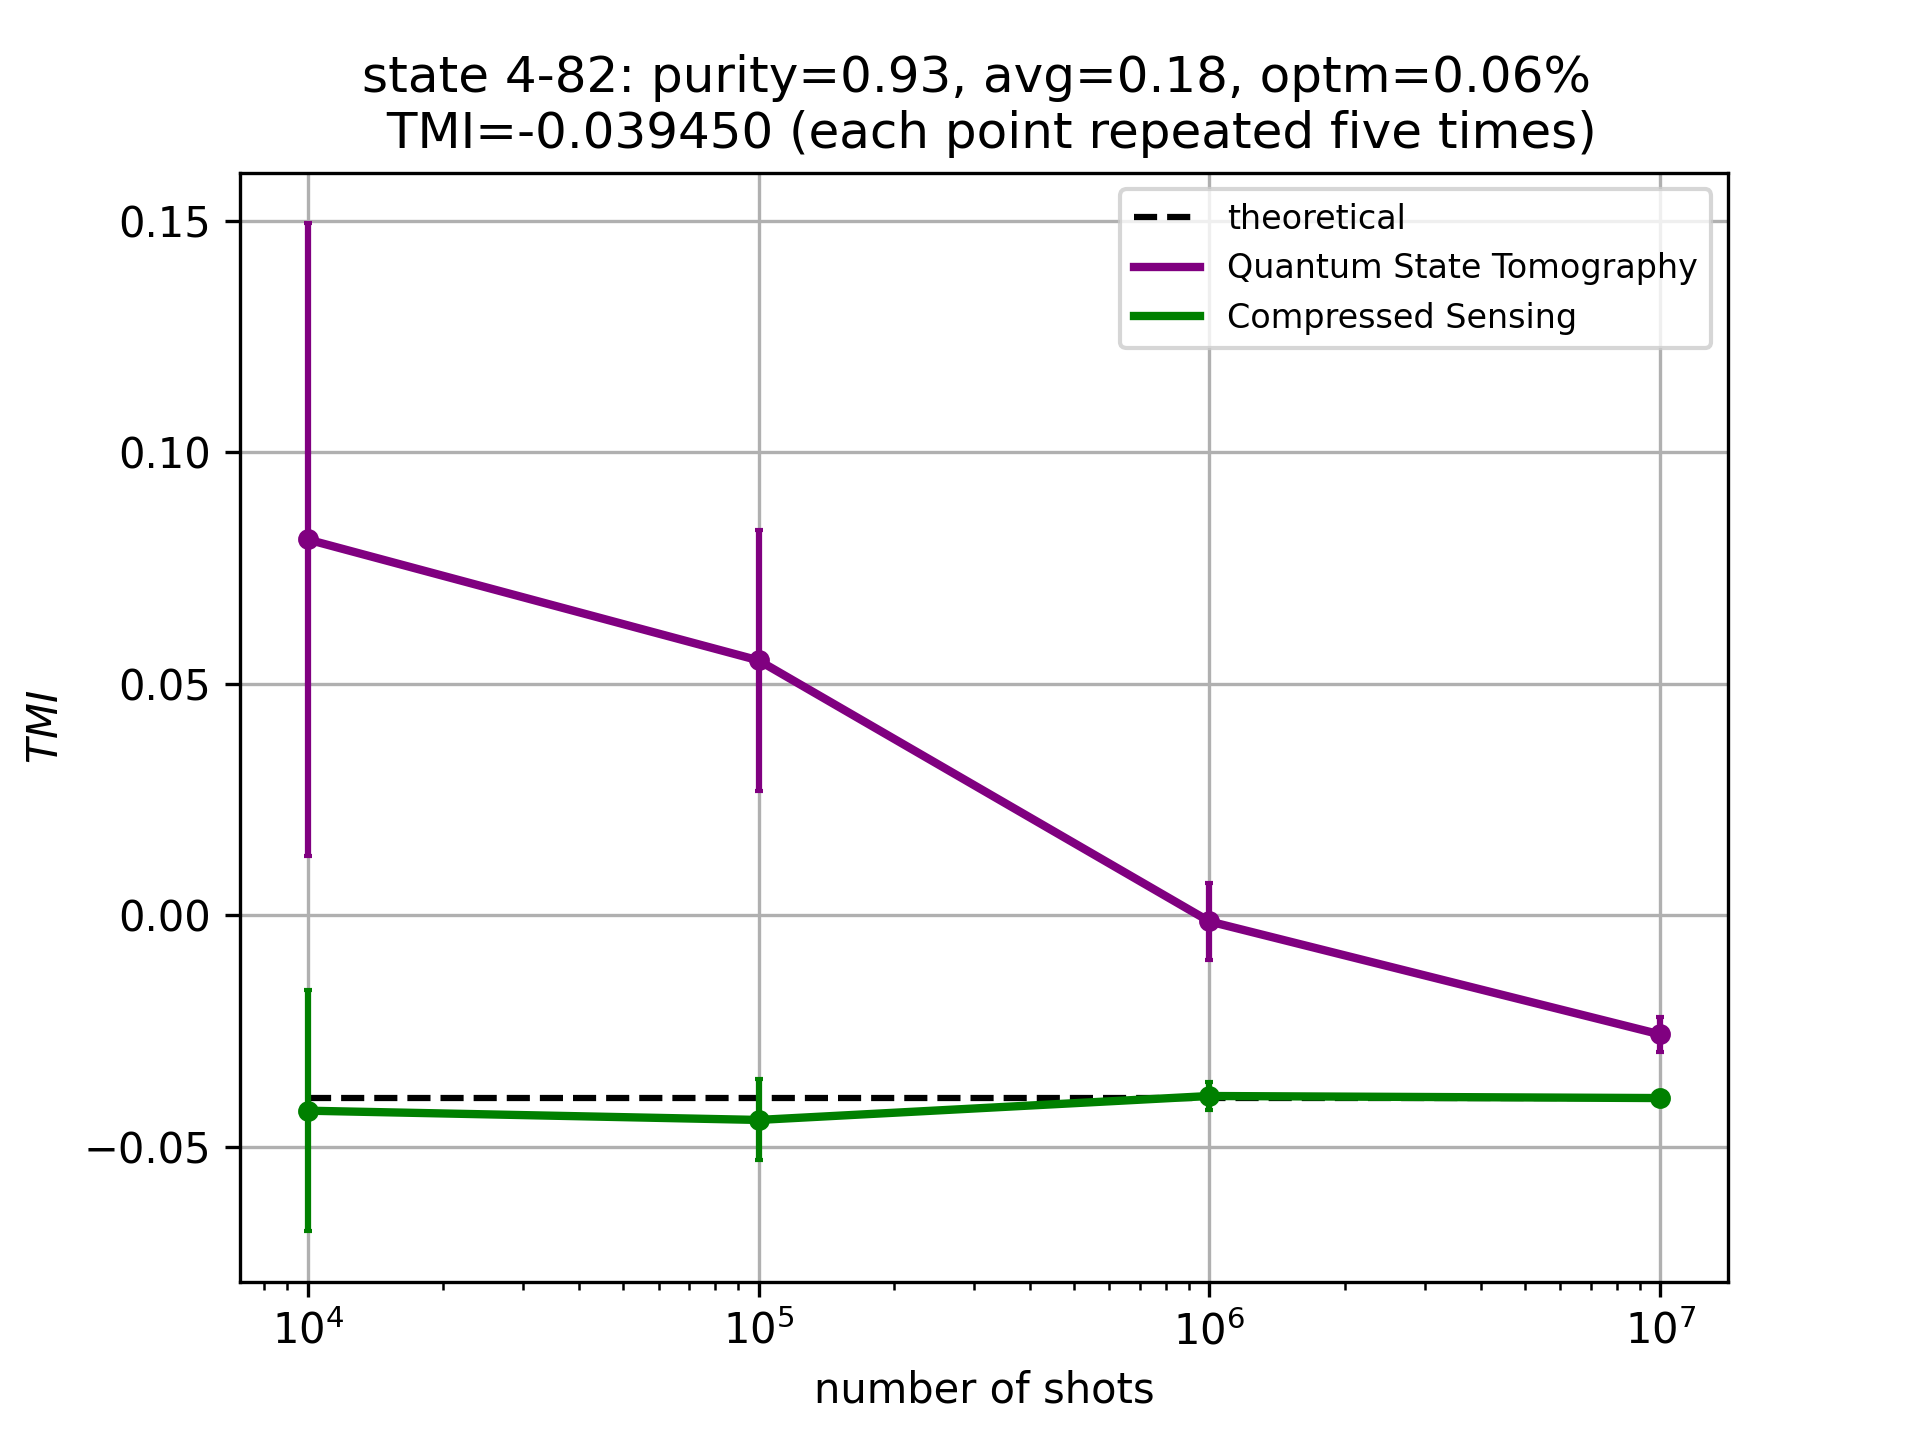 state 4-82: purity=0.93, avg=0.18, optm=0.06%
TMI=-0.039450 (each point repeated five times)
theoretical
Quantum State Tomography
Compressed Sensing
0.15
0.10
0.05
0.00
−0.05
TMI
10⁴
10⁵
10⁶
10⁷
number of shots